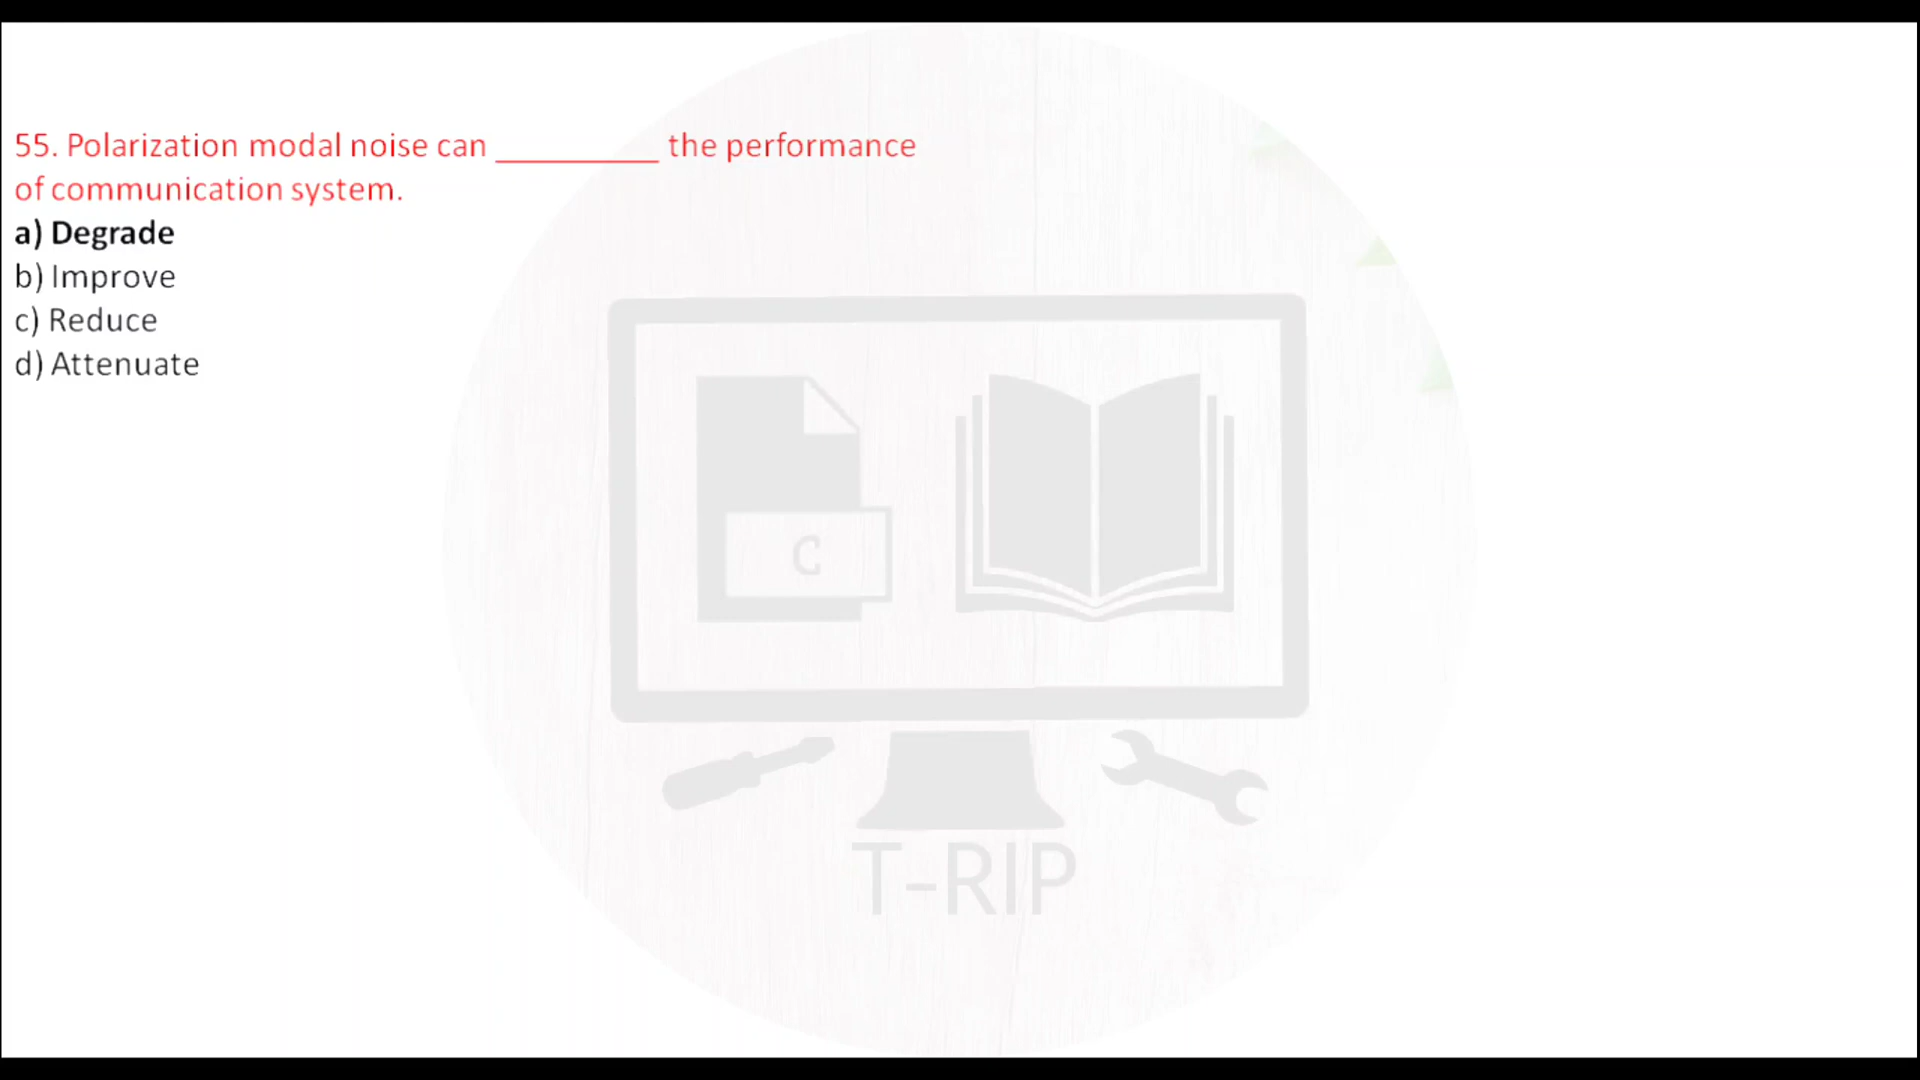 55. Polarization modal noise can __________ the performance
of communication system.
a) Degrade
b) Improve
c) Reduce
d) Attenuate
C
T-RIP